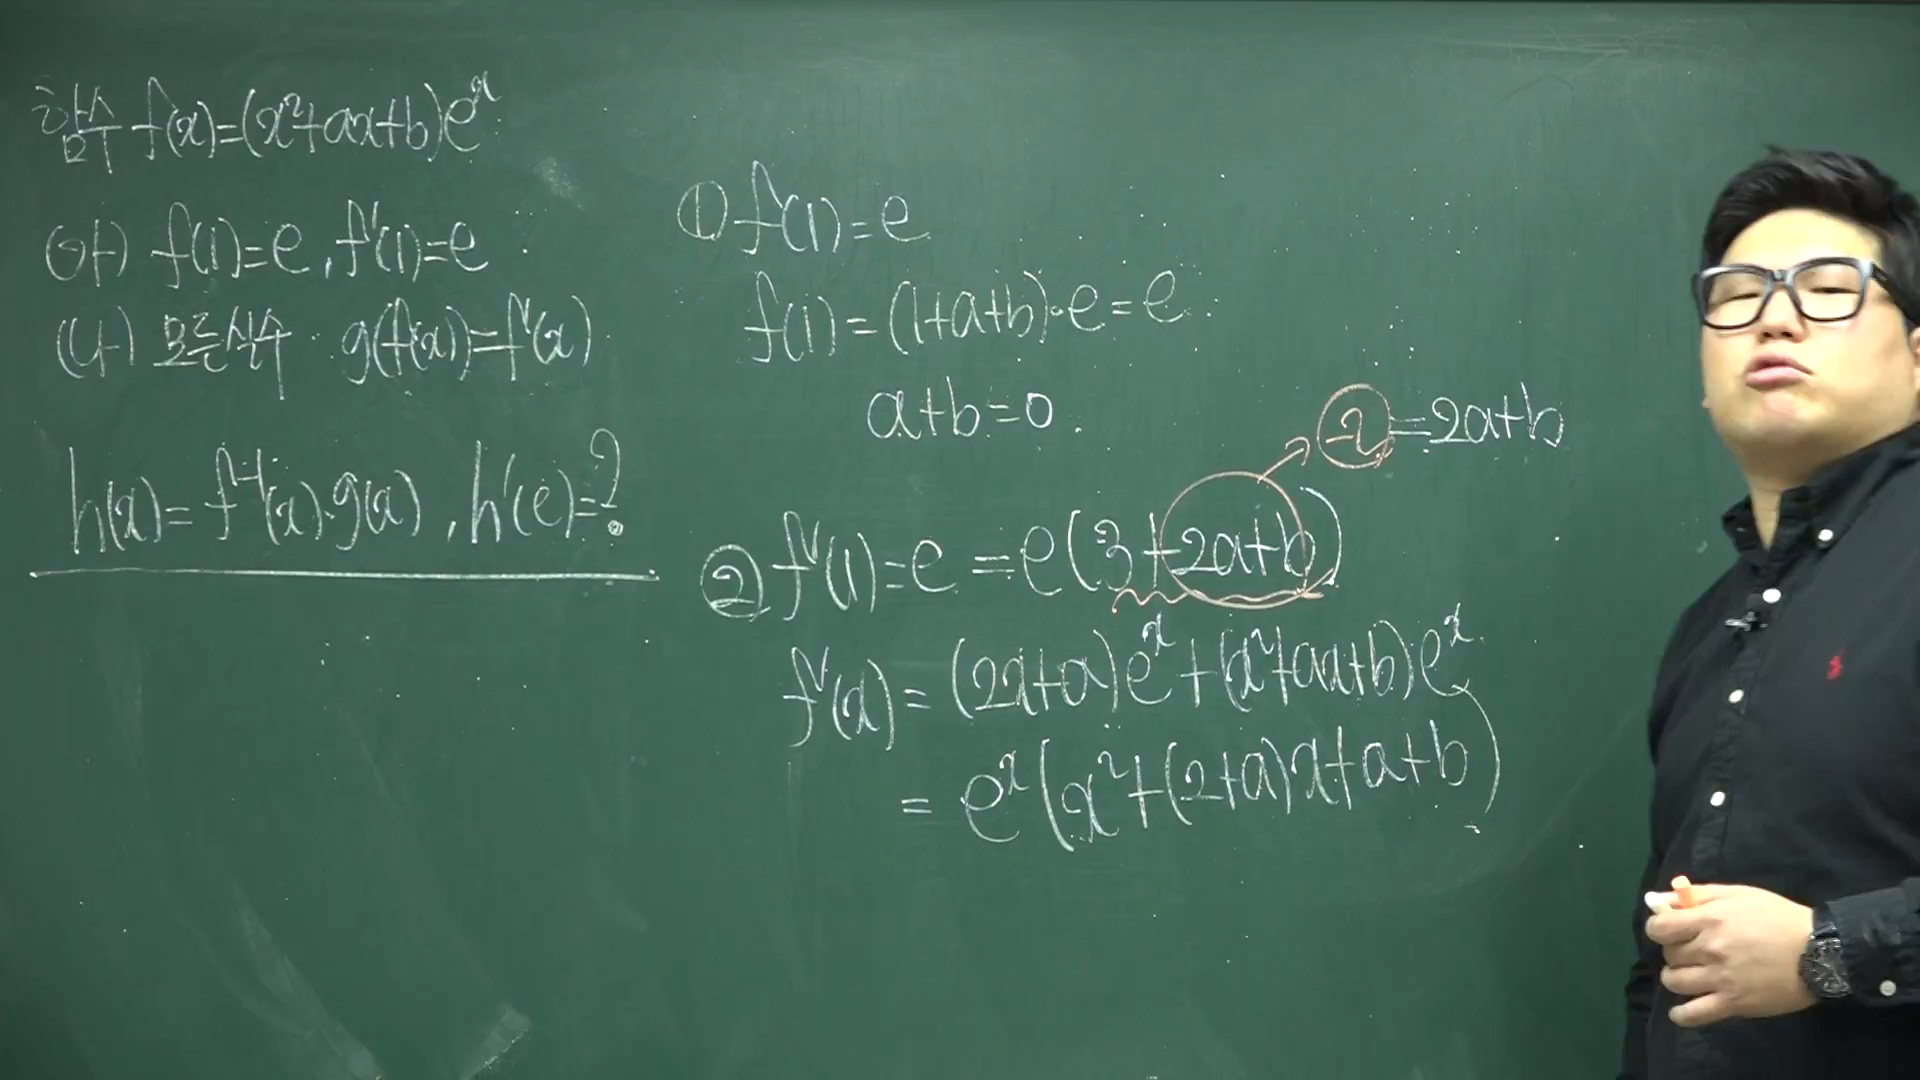 함수 f(x)=(x²+ax+b)eˣ
(가) f(1)=e, f'(1)=e
(나) 모든실수 g(f(x))=f'(x)
h(x)=f⁻¹(x)·g(x), h'(e)=?
① f(1)=e
f(1)=(1+a+b)·e=e
a+b=0
-2=2a+b
② f'(1)=e=e(3+2a+b)
f'(x)=(2x+a)eˣ+(x²+ax+b)eˣ
=eˣ(x²+(2+a)x+a+b)